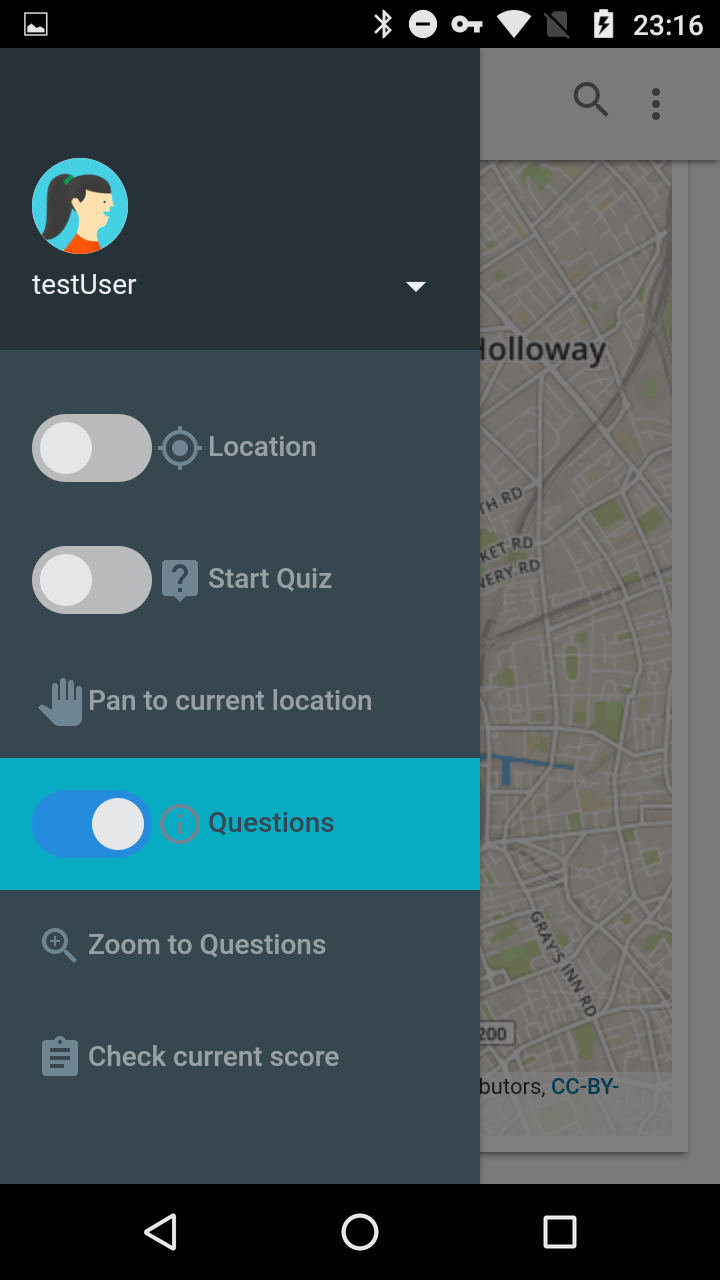 23:16
testUser
Holloway
Location
TH RD
KET RD
NERY RD
Start Quiz
Pan to current location
Questions
Zoom to Questions
GRAY'S INN RD
200
Check current score
butors, CC-BY-